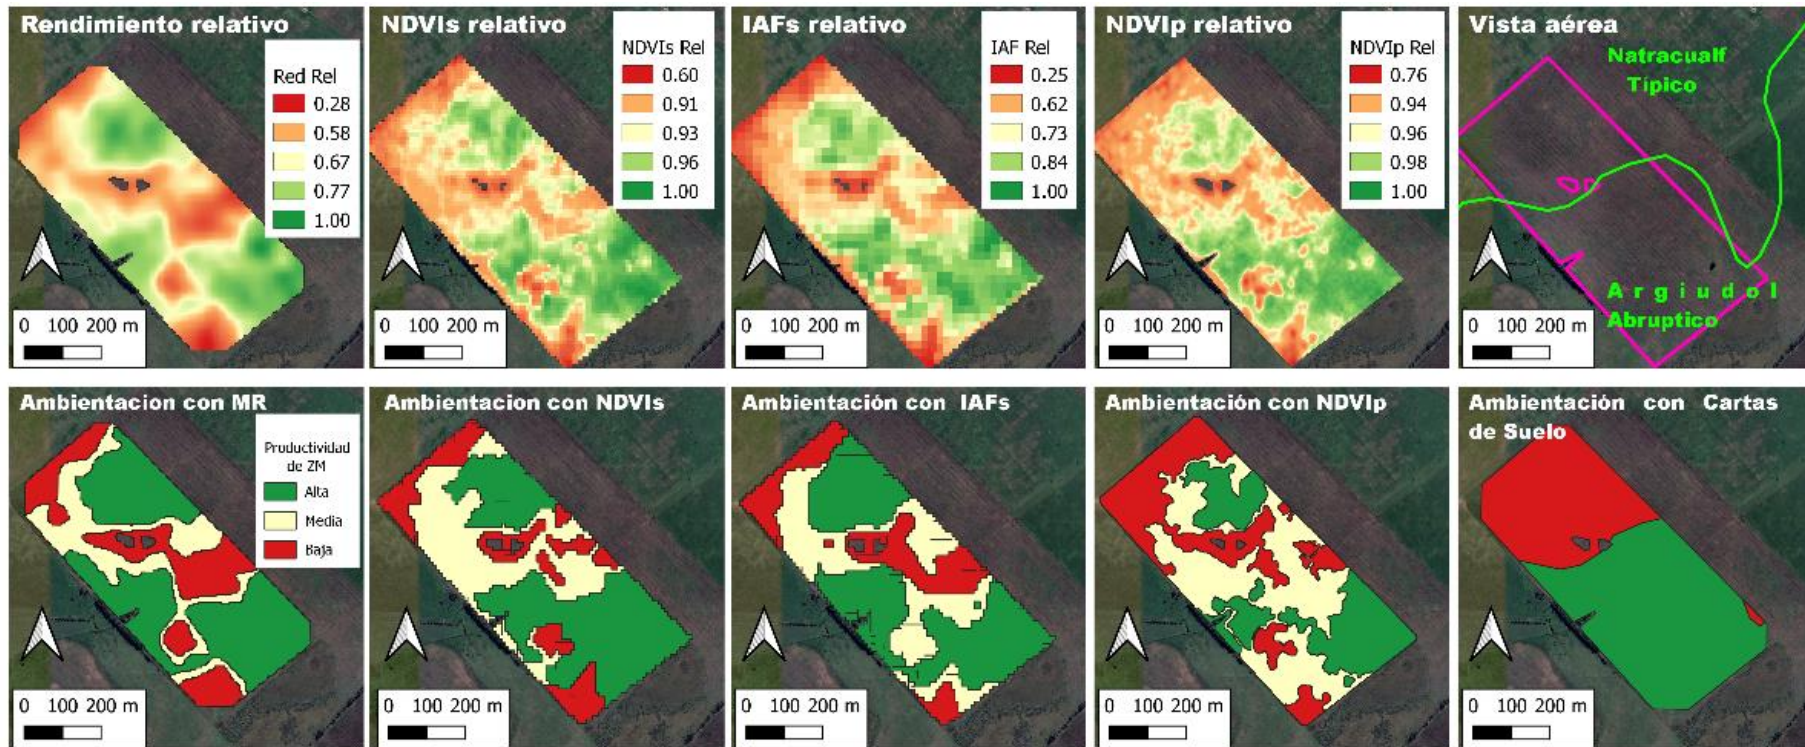 Rendimiento relativo
Red Rel
0.28
0.58
0.67
0.77
1.00
0 100 200 m
NDVIs relativo
NDVIs Rel
0.60
0.91
0.93
0.96
1.00
0 100 200 m
IAFs relativo
IAF Rel
0.25
0.62
0.73
0.84
1.00
0 100 200 m
NDVIp relativo
NDVIp Rel
0.76
0.94
0.96
0.98
1.00
0 100 200 m
Vista aérea
Natracualf
Típico
Argiudol
Abruptico
0 100 200 m
Ambientacion con MR
Productividad
de ZM
Alta
Media
Baja
0 100 200 m
Ambientacion con NDVIs
0 100 200 m
Ambientación con IAFs
0 100 200 m
Ambientación con NDVIp
0 100 200 m
Ambientación con Cartas
de Suelo
0 100 200 m